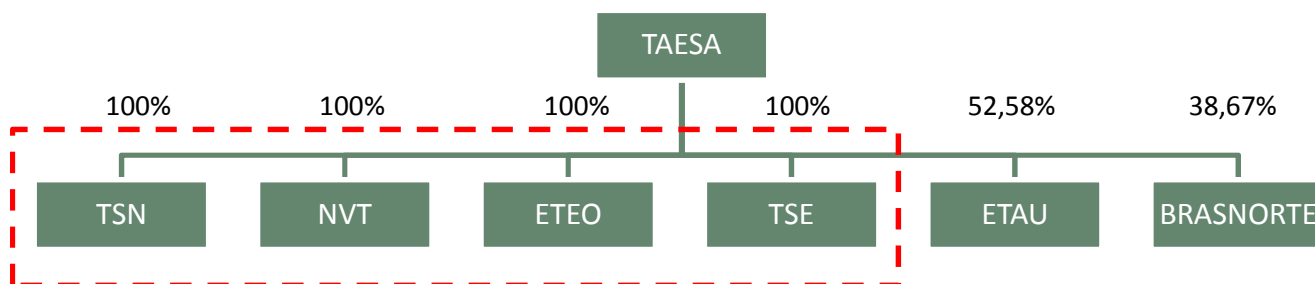 TAESA
100% 100% 100% 100% 52,58% 38,67%
TSN NVT ETEO TSE ETAU BRASNORTE